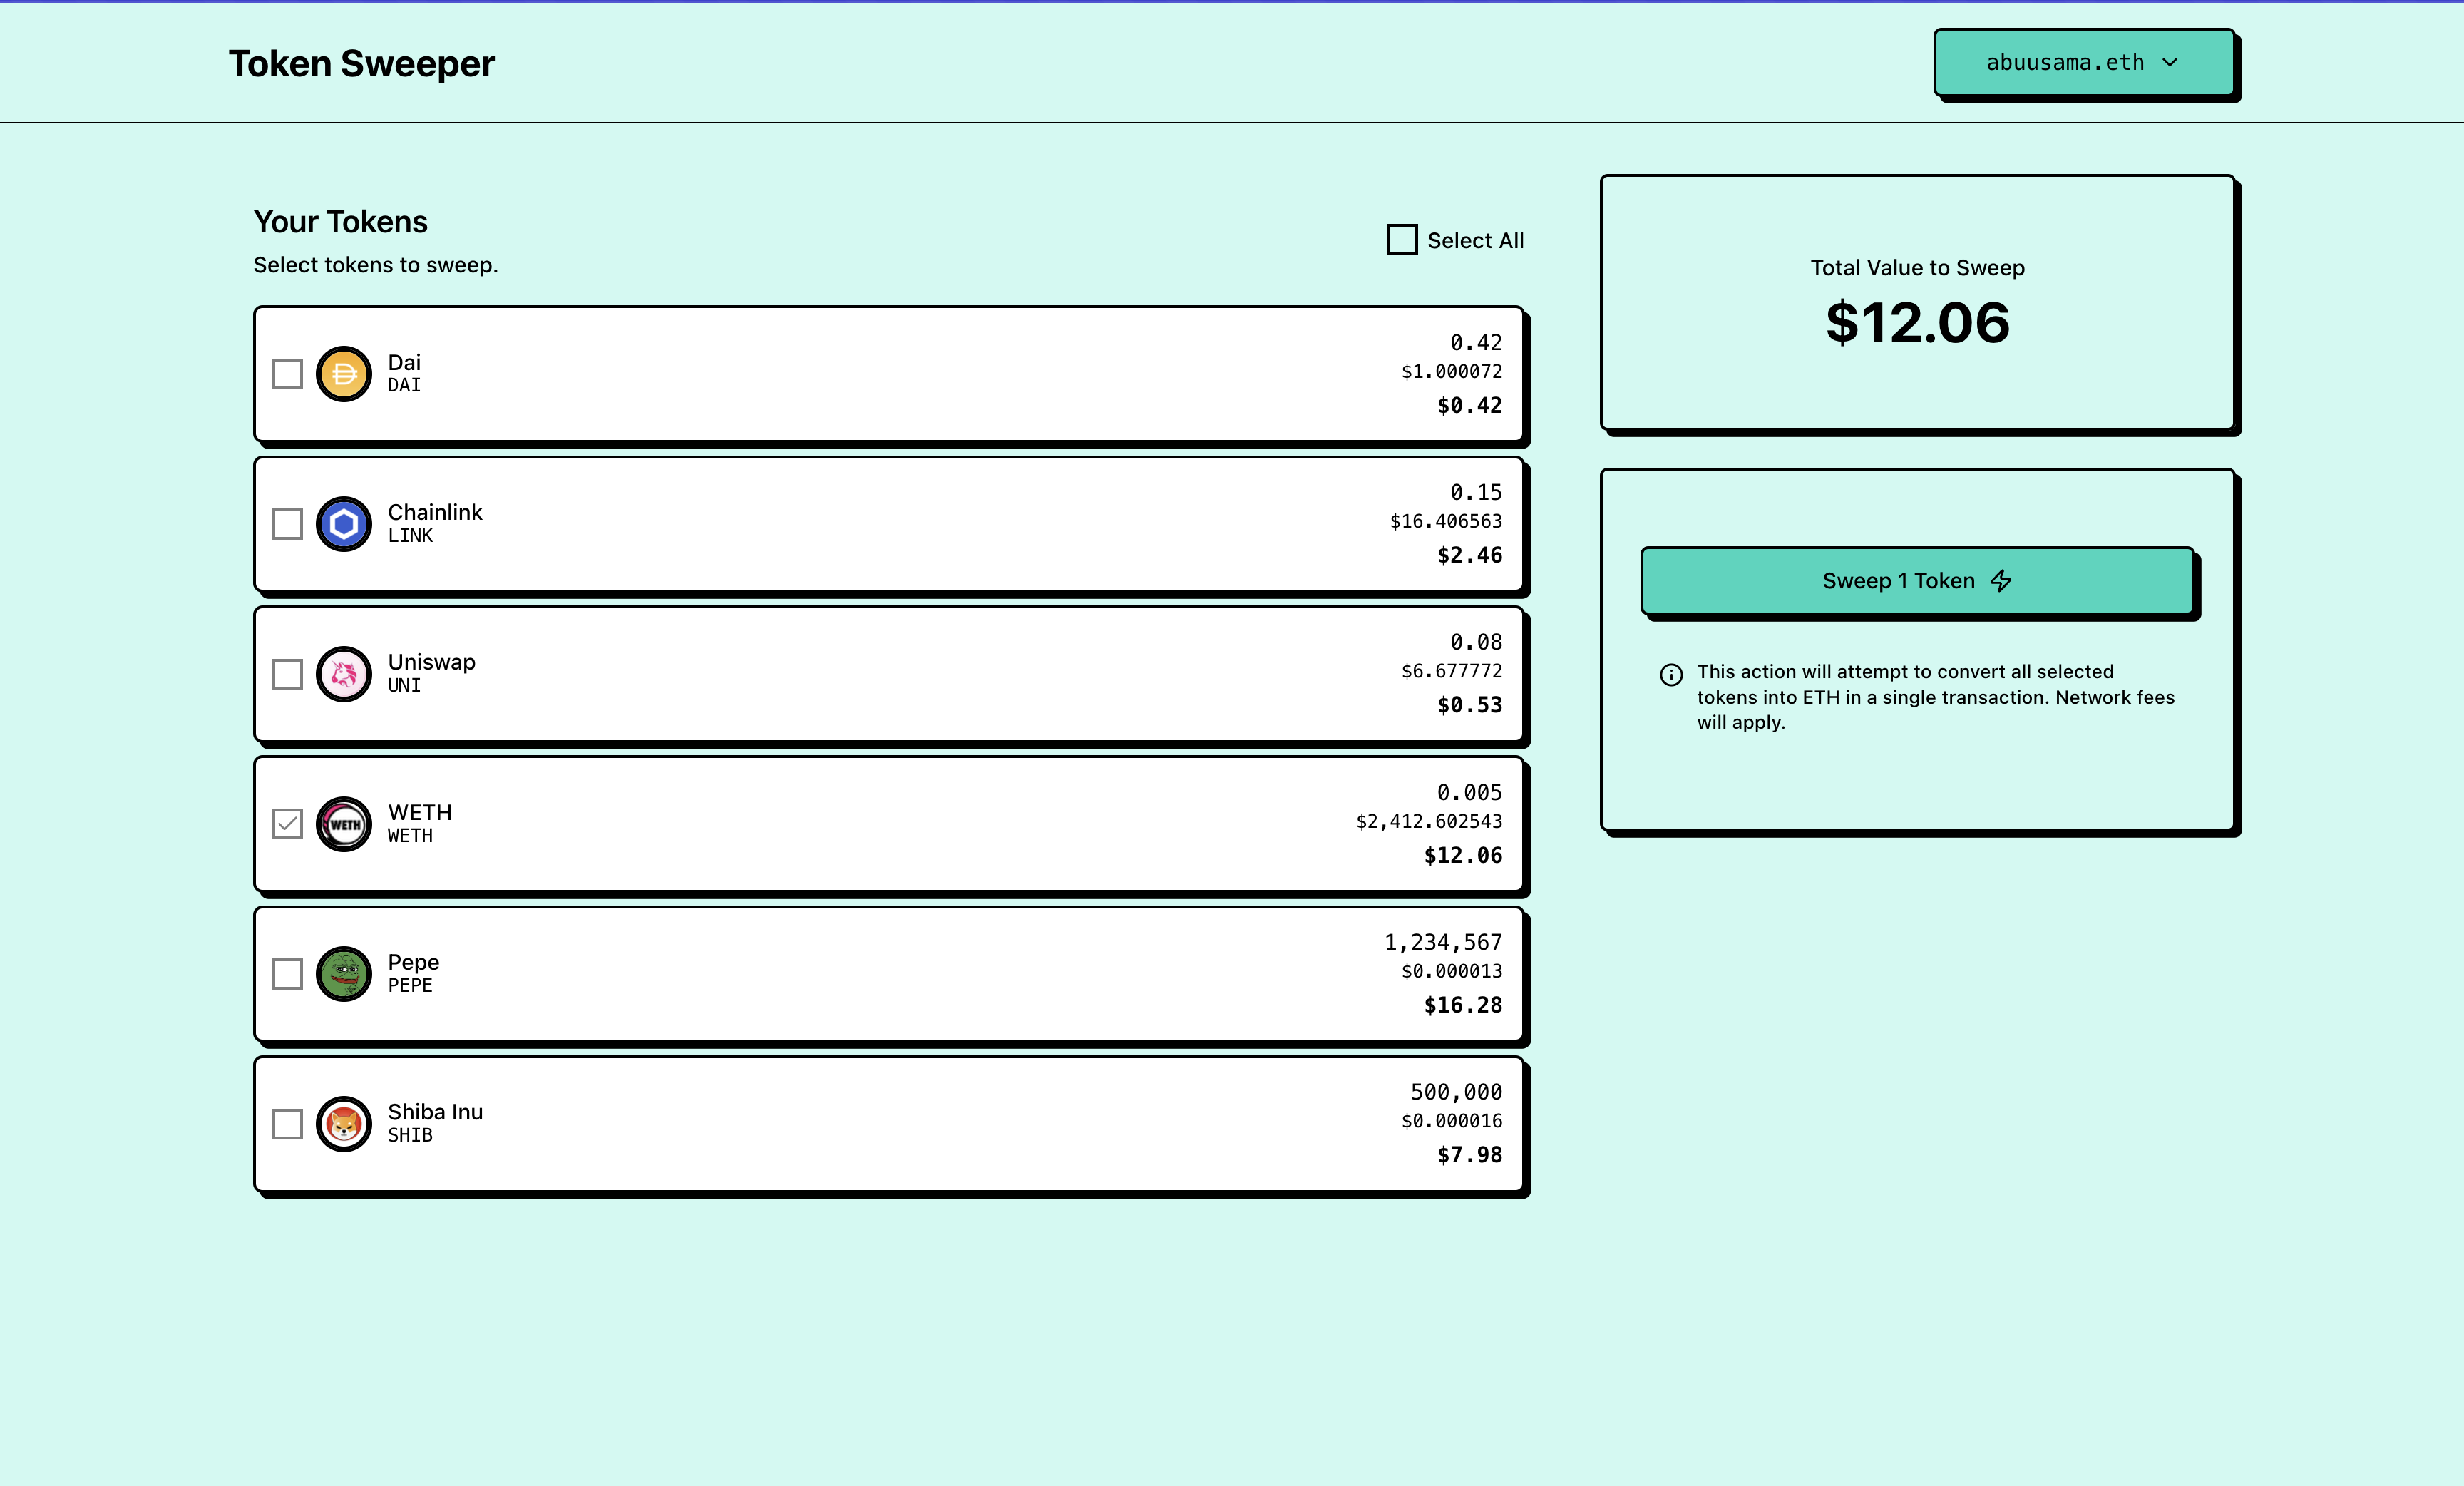 Token Sweeper
abuusama.eth
Your Tokens
Select tokens to sweep.
Select All
Dai
DAI
0.42
$1.000072
$0.42
Chainlink
LINK
0.15
$16.406563
$2.46
Uniswap
UNI
0.08
$6.677772
$0.53
WETH
WETH
WETH
0.005
$2,412.602543
$12.06
Pepe
PEPE
1,234,567
$0.000013
$16.28
Shiba Inu
SHIB
500,000
$0.000016
$7.98
Total Value to Sweep
$12.06
Sweep 1 Token
This action will attempt to convert all selected
tokens into ETH in a single transaction. Network fees
will apply.